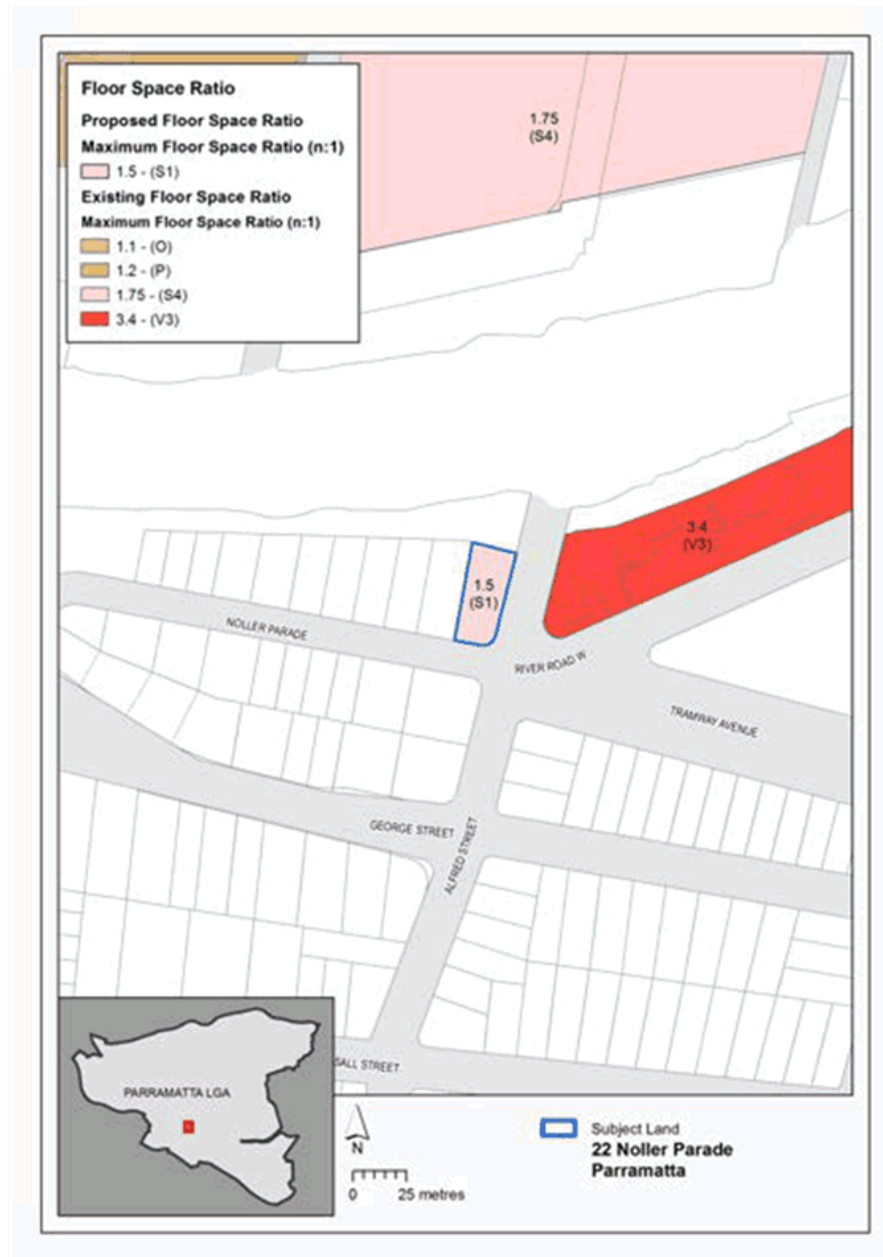 Floor Space Ratio
Proposed Floor Space Ratio
Maximum Floor Space Ratio (n:1)
1.5 - (S1)
Existing Floor Space Ratio
Maximum Floor Space Ratio (n:1)
1.1 - (O)
1.2 - (P)
1.75 - (S4)
3.4 - (V3)
1.75
(S4)
3.4
(V3)
1.5
(S1)
NOLLER PARADE
RIVER ROAD W
TRAMWAY AVENUE
GEORGE STREET
ALFRED STREET
SALL STREET
PARRAMATTA LGA
N
0 25 metres
Subject Land
22 Noller Parade
Parramatta